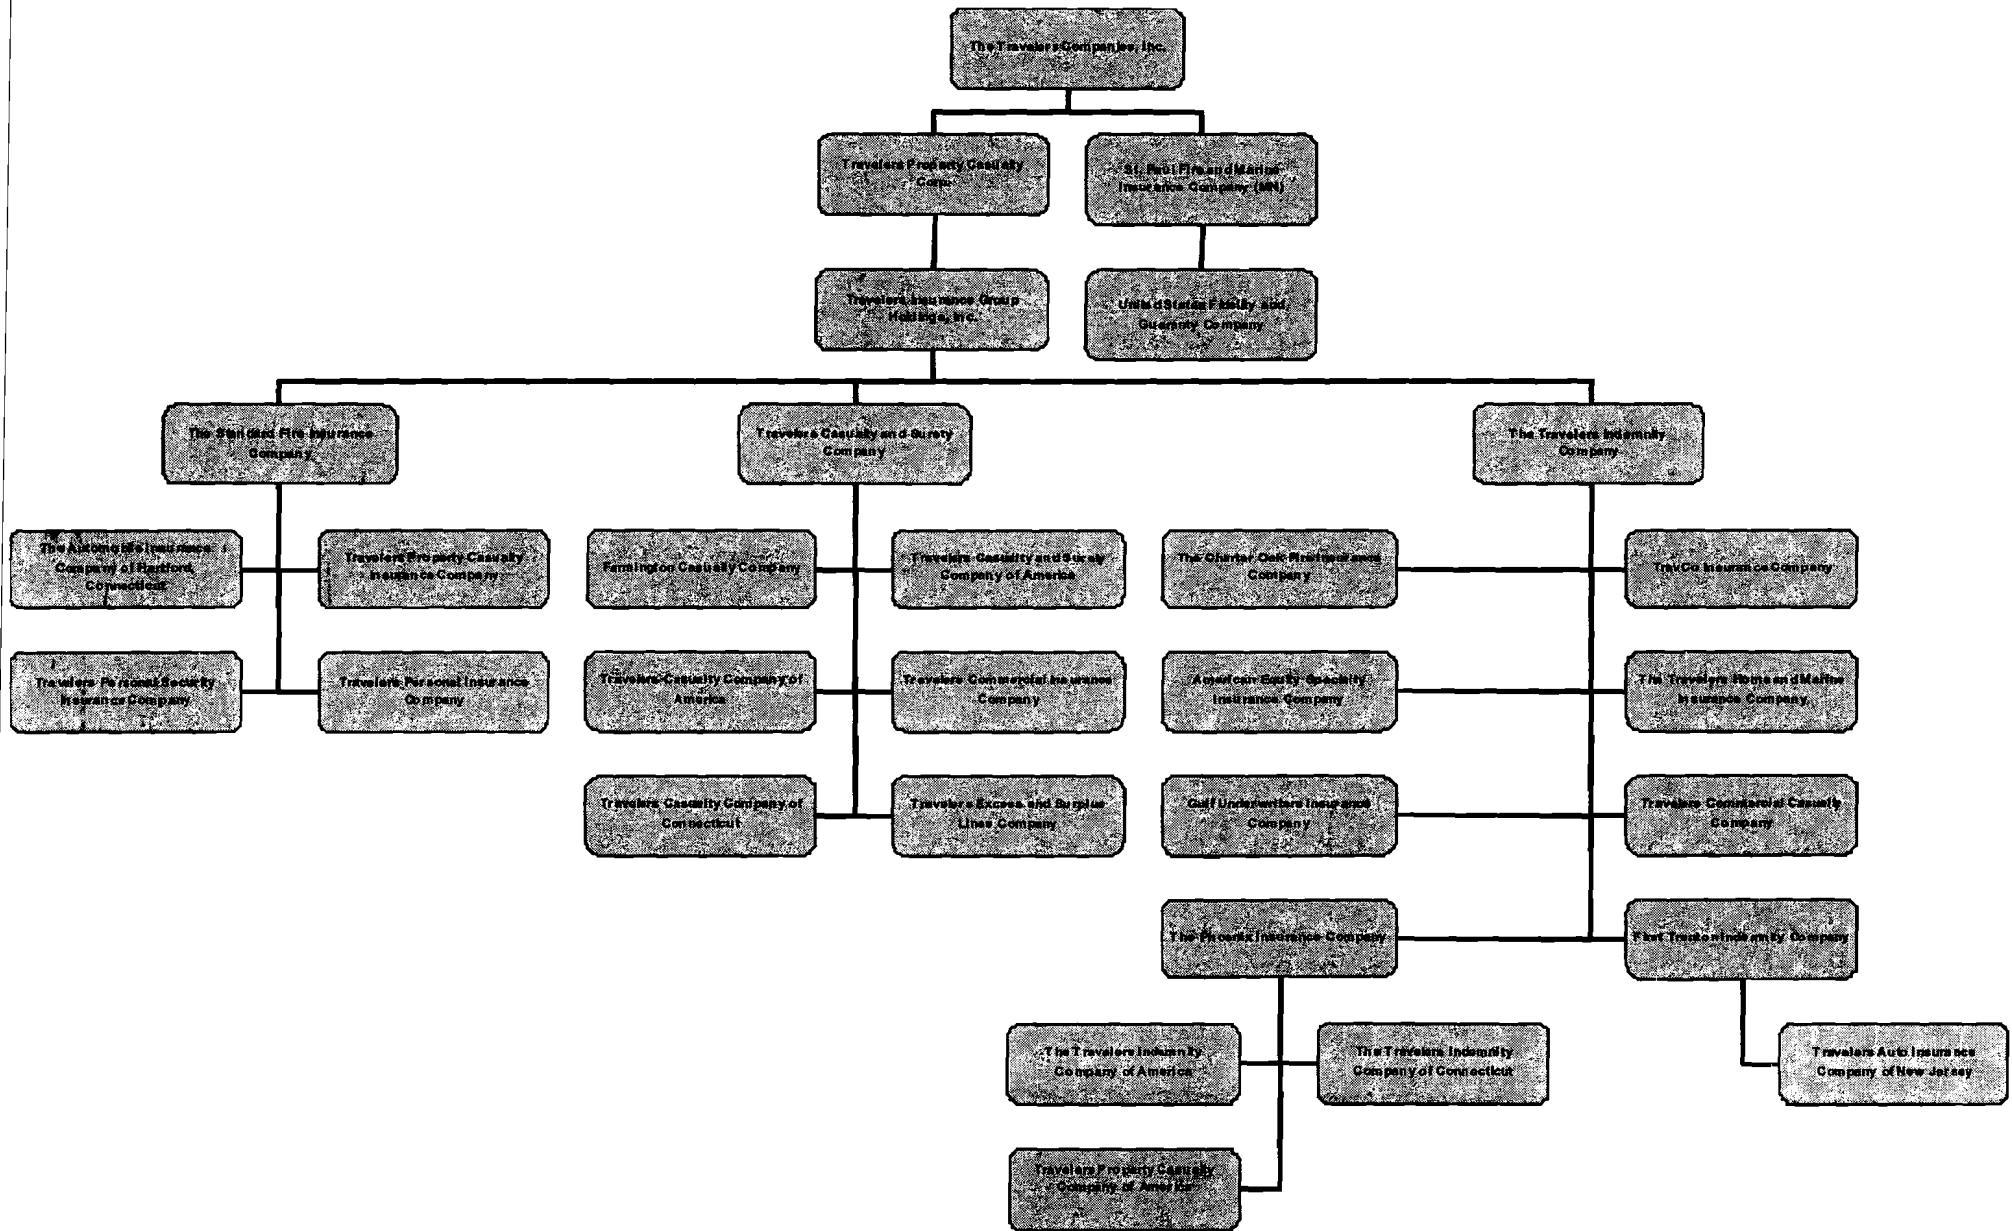 The Travelers Companies, Inc.
Travelers Property Casualty
Corp.
St. Paul Fire and Marine
Insurance Company (MN)
Travelers Insurance Group
Holdings, Inc.
United States Fidelity and
Guaranty Company
The Standard Fire Insurance
Company
Travelers Casualty and Surety
Company
The Travelers Indemnity
Company
The Automobile Insurance
Company of Hartford,
Connecticut
Travelers Property Casualty
Insurance Company
Farmington Casualty Company
Travelers Casualty and Surety
Company of America
The Charter Oak Fire Insurance
Company
TravCo Insurance Company
Travelers Personal Security
Insurance Company
Travelers Personal Insurance
Company
Travelers Casualty Company of
America
Travelers Commercial Insurance
Company
American Equity Specialty
Insurance Company
The Travelers Home and Marine
Insurance Company
Travelers Casualty Company of
Connecticut
Travelers Excess and Surplus
Lines Company
Gulf Underwriters Insurance
Company
Travelers Commercial Casualty
Company
The Phoenix Insurance Company
First Trenton Indemnity Company
The Travelers Indemnity
Company of America
The Travelers Indemnity
Company of Connecticut
Travelers Auto Insurance
Company of New Jersey
Travelers Property Casualty
Company of America